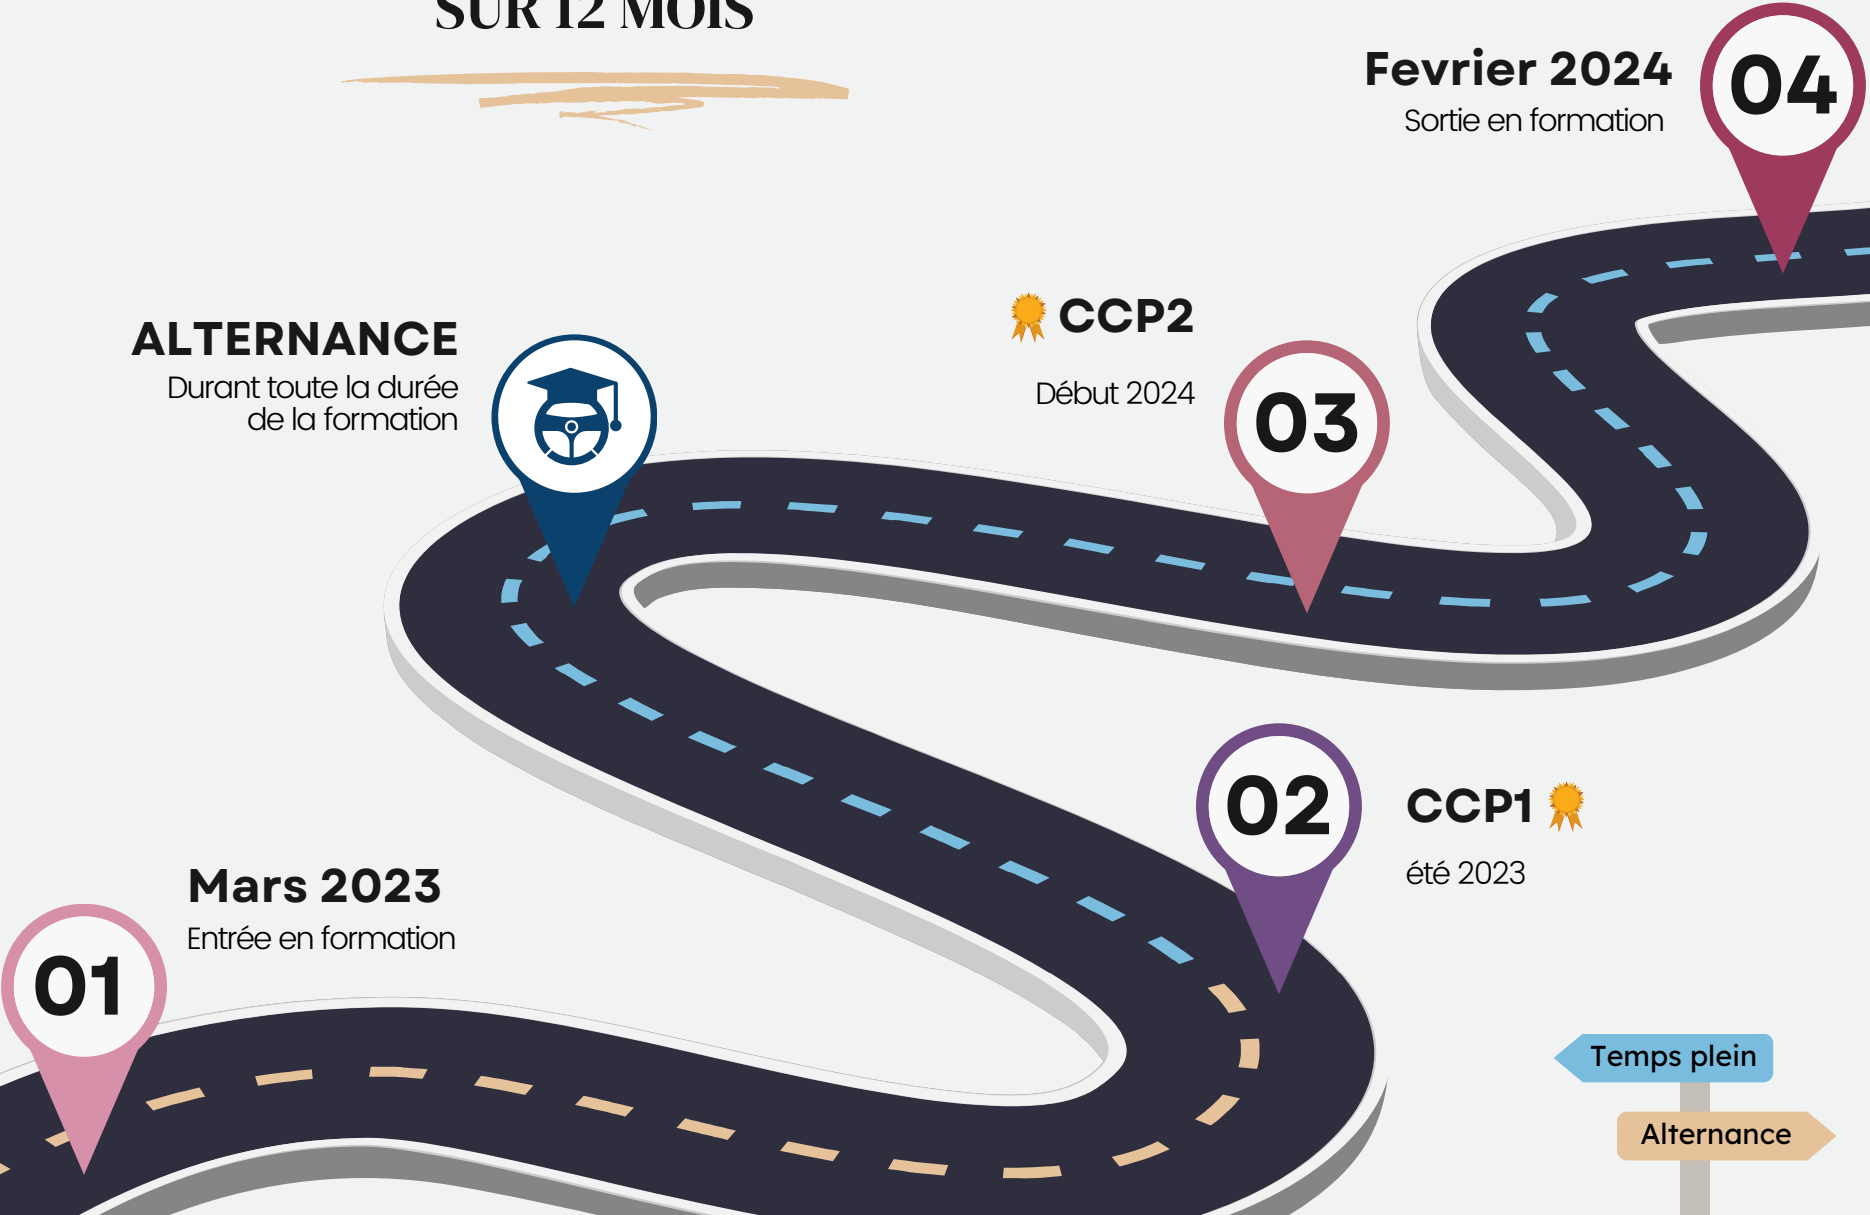 SUR 12 MOIS
Fevrier 2024
Sortie en formation
04
CCP2
Début 2024
03
ALTERNANCE
Durant toute la durée
de la formation
02
CCP1
été 2023
Mars 2023
Entrée en formation
01
Temps plein
Alternance